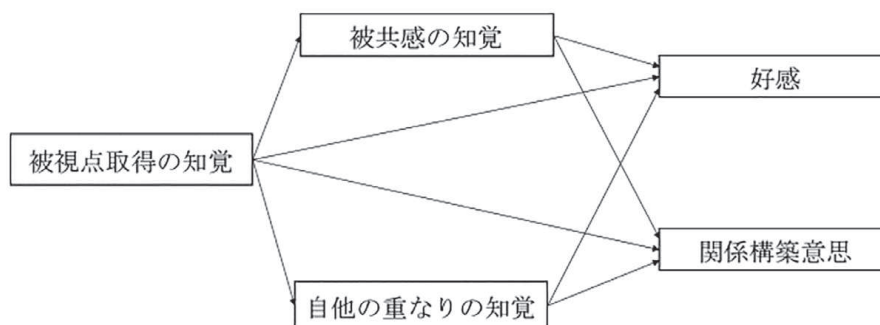 被共感の知覚
好感
被視点取得の知覚
関係構築意思
自他の重なりの知覚